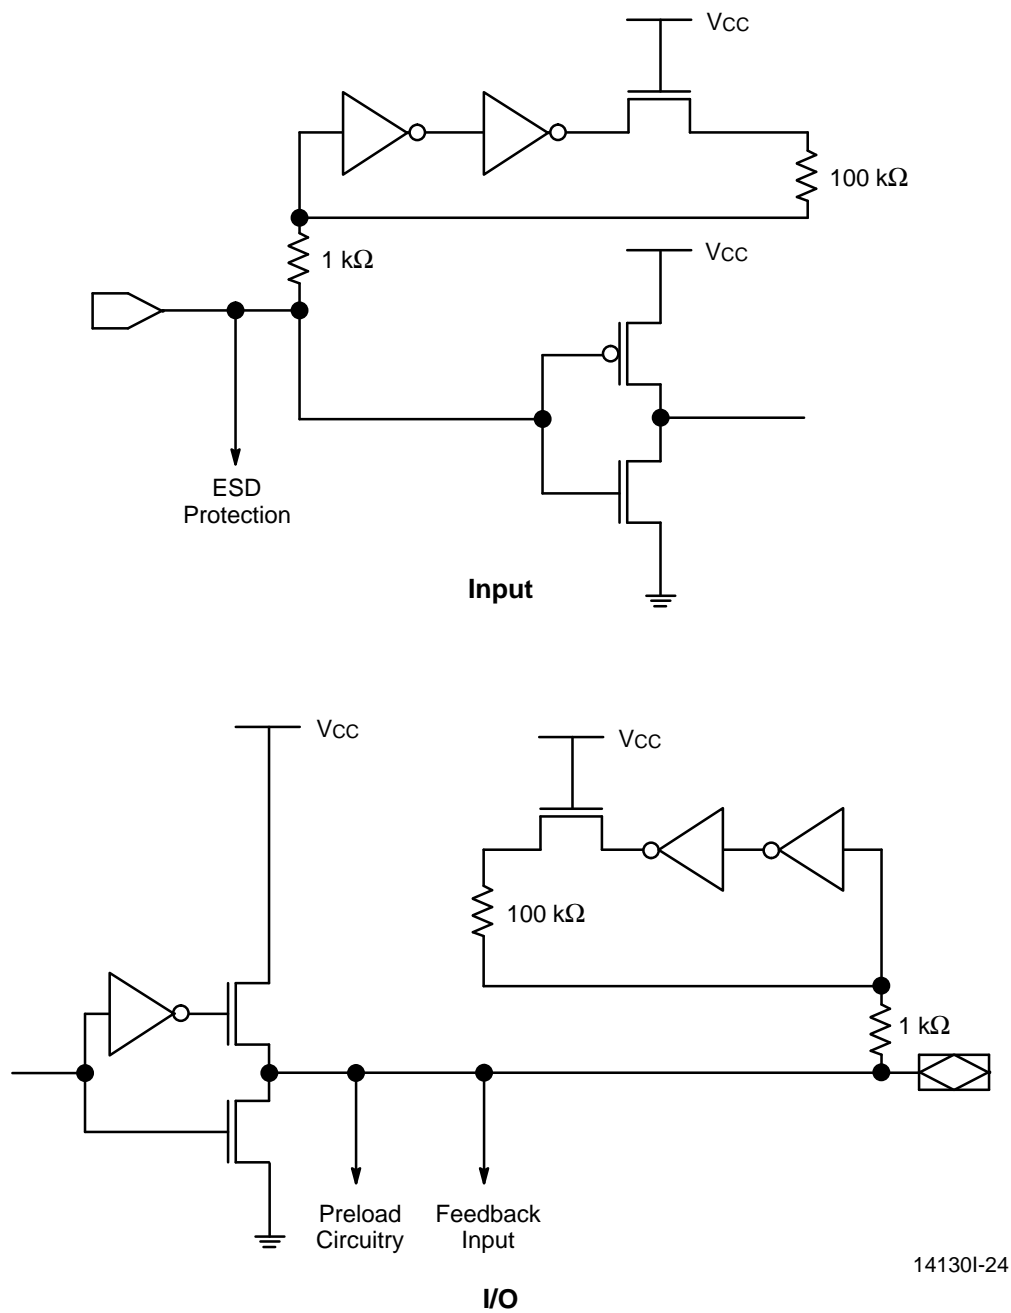 VCC
100 kΩ
1 kΩ
VCC
ESD
Protection
Input
VCC
VCC
100 kΩ
1 kΩ
Preload
Circuitry
Feedback
Input
14130I-24
I/O